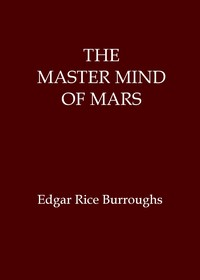 THE
MASTER MIND
OF MARS
Edgar Rice Burroughs